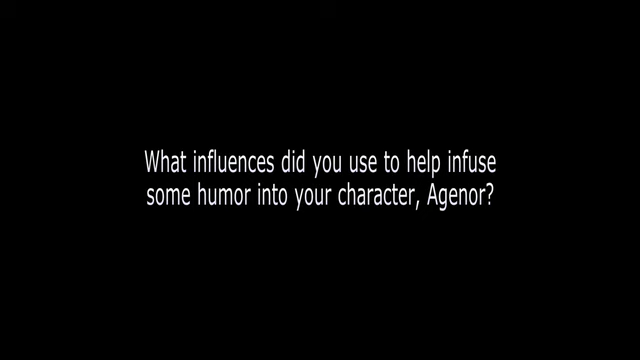 What influences did you use to help infuse
some humor into your character, Agenor?